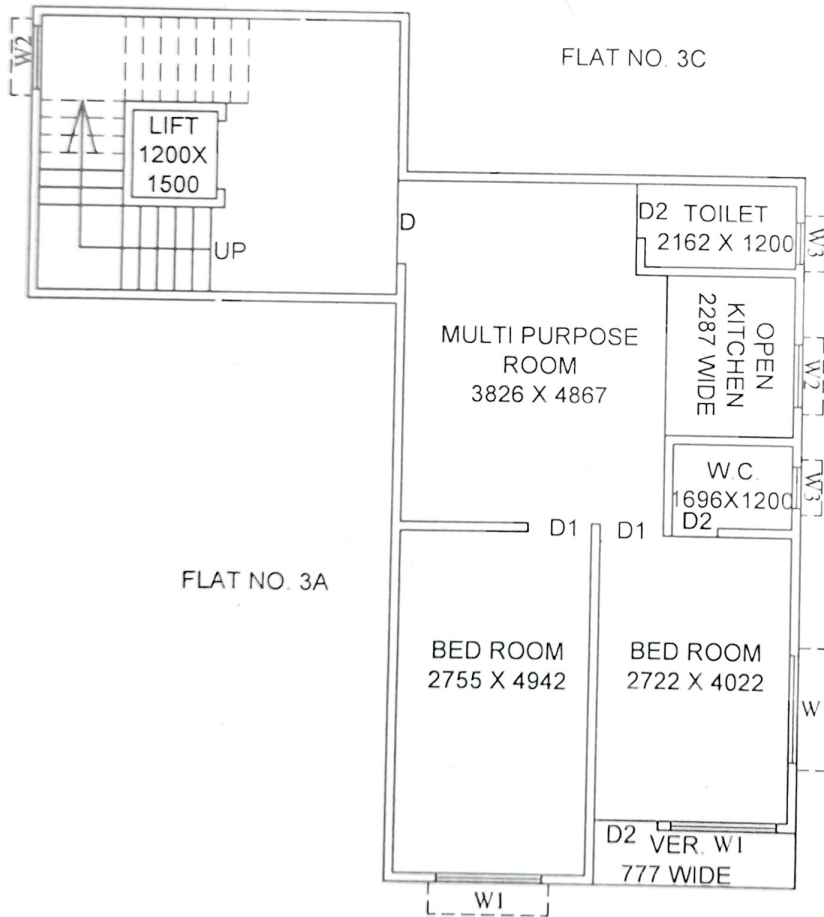 FLAT NO. 3C
W2
LIFT
1200X
1500
UP
D
D2
TOILET
2162 X 1200
W3
MULTI PURPOSE
ROOM
3826 X 4867
OPEN
KITCHEN
2287 WIDE
W2
W.C.
1696X1200
W3
D2
D1
D1
FLAT NO. 3A
BED ROOM
2755 X 4942
BED ROOM
2722 X 4022
W
D2
VER. W1
777 WIDE
W1